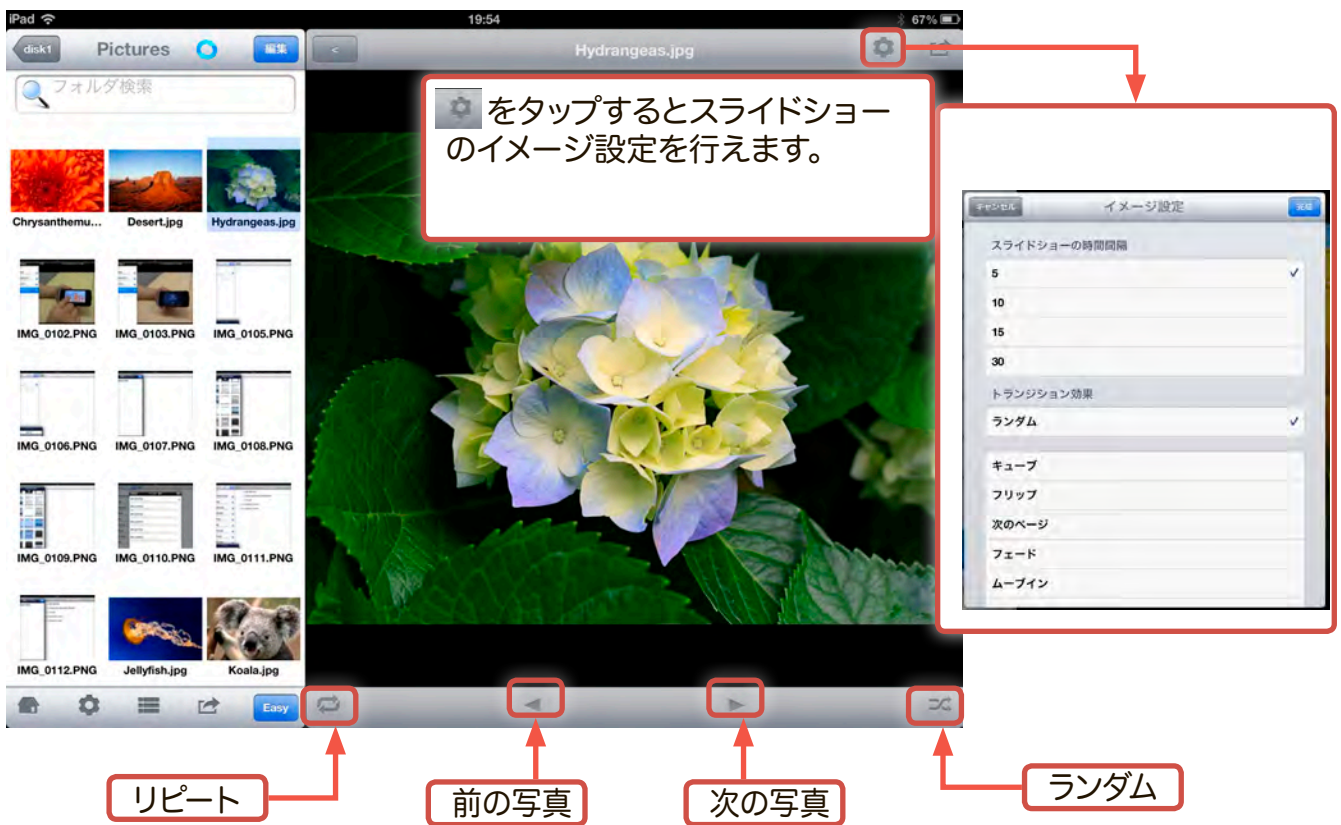 iPad 19:54 67%
disk1 Pictures 編集 < Hydrangeas.jpg
フォルダ検索
をタップするとスライドショー
のイメージ設定を行えます。
Chrysanthemu... Desert.jpg Hydrangeas.jpg
IMG_0102.PNG IMG_0103.PNG IMG_0105.PNG
IMG_0106.PNG IMG_0107.PNG IMG_0108.PNG
IMG_0109.PNG IMG_0110.PNG IMG_0111.PNG
IMG_0112.PNG Jellyfish.jpg Koala.jpg
Easy
キャンセル イメージ設定 完了
スライドショーの時間間隔
5
10
15
30
トランジション効果
ランダム
キューブ
フリップ
次のページ
フェード
ムーブイン
リピート
前の写真
次の写真
ランダム